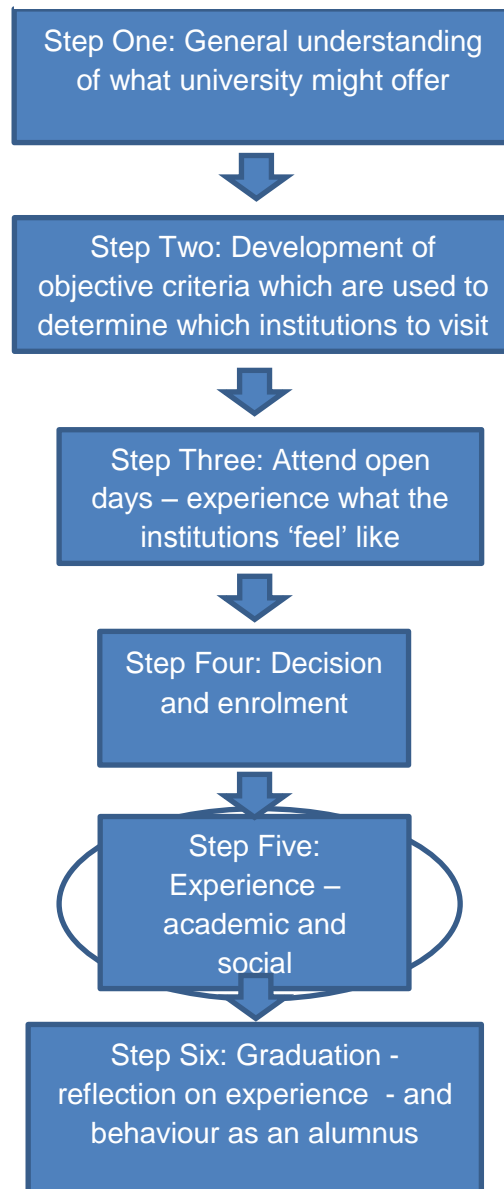 Step One: General understanding
of what university might offer
Step Two: Development of
objective criteria which are used to
determine which institutions to visit
Step Three: Attend open
days – experience what the
institutions ‘feel’ like
Step Four: Decision
and enrolment
Step Five:
Experience –
academic and
social
Step Six: Graduation -
reflection on experience  - and
behaviour as an alumnus